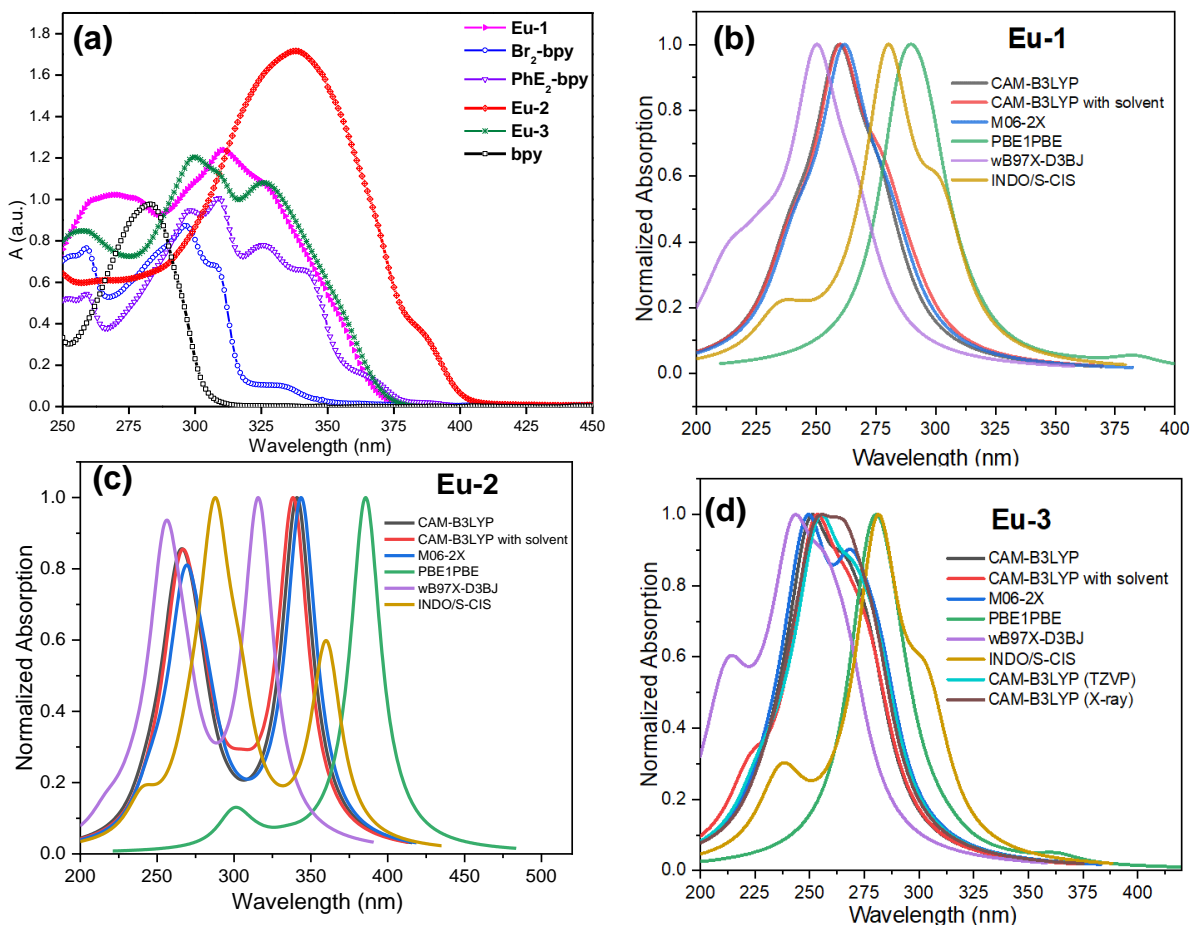 (a)
Eu-1
Br2-bpy
PhE2-bpy
Eu-2
Eu-3
bpy
A (a.u.)
1.8
1.6
1.4
1.2
1.0
0.8
0.6
0.4
0.2
0.0
250 275 300 325 350 375 400 425 450
Wavelength (nm)
(b)
Eu-1
CAM-B3LYP
CAM-B3LYP with solvent
M06-2X
PBE1PBE
wB97X-D3BJ
INDO/S-CIS
Normalized Absorption
1.0
0.8
0.6
0.4
0.2
0.0
200 225 250 275 300 325 350 375 400
Wavelength (nm)
(c)
Eu-2
CAM-B3LYP
CAM-B3LYP with solvent
M06-2X
PBE1PBE
wB97X-D3BJ
INDO/S-CIS
Normalized Absorption
1.0
0.8
0.6
0.4
0.2
0.0
200 250 300 350 400 450 500
Wavelength (nm)
(d)
Eu-3
CAM-B3LYP
CAM-B3LYP with solvent
M06-2X
PBE1PBE
wB97X-D3BJ
INDO/S-CIS
CAM-B3LYP (TZVP)
CAM-B3LYP (X-ray)
Normalized Absorption
1.0
0.8
0.6
0.4
0.2
0.0
200 225 250 275 300 325 350 375 400
Wavelength (nm)